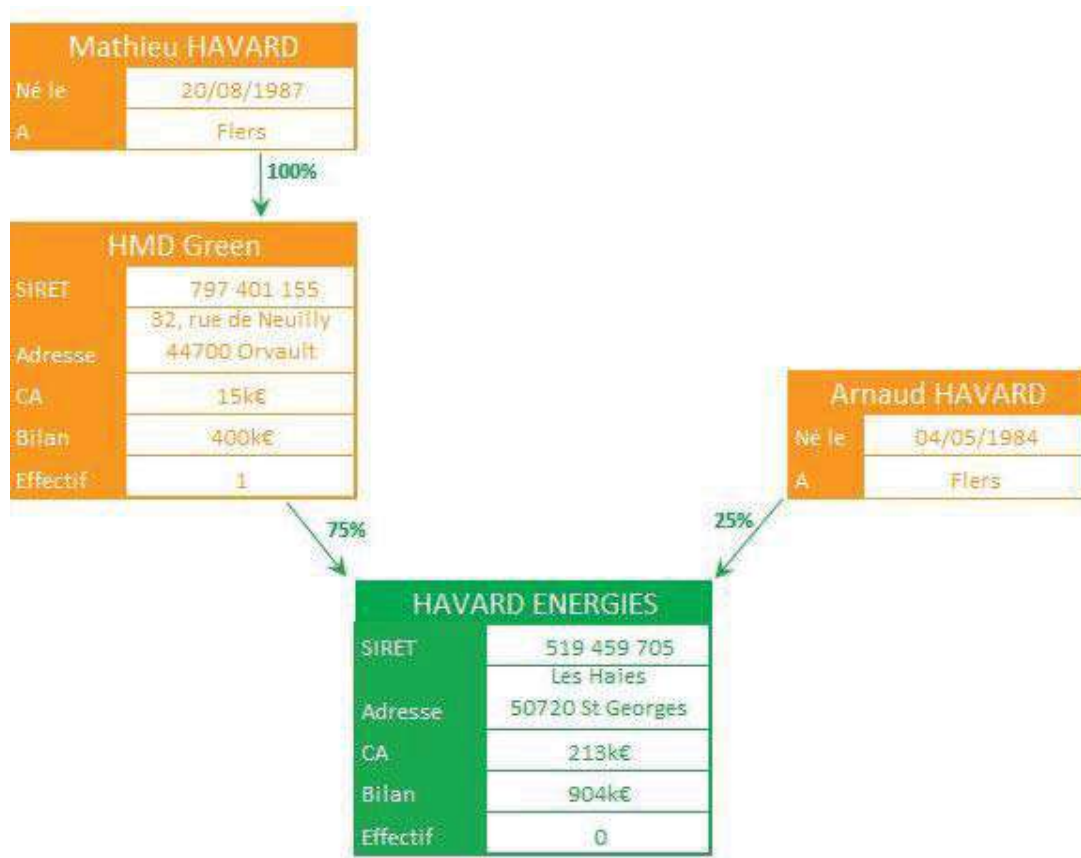 Mathieu HAVARD
Né le 20/08/1987
A Flers
100%
HMD Green
SIRET 797 401 155
32, rue de Neuilly
Adresse 44700 Orvault
CA 15k€
Bilan 400k€
Effectif 1
Arnaud HAVARD
Né le 04/05/1984
A Flers
75%
25%
HAVARD ENERGIES
SIRET 519 459 705
Les Haies
Adresse 50720 St Georges
CA 213k€
Bilan 904k€
Effectif 0